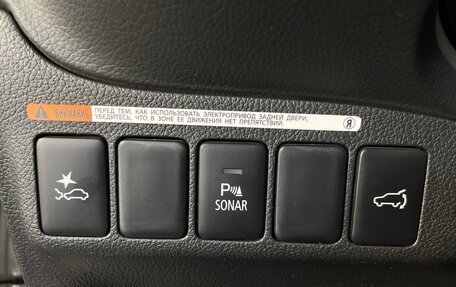 ВНИМАНИЕ
ПЕРЕД ТЕМ, КАК ИСПОЛЬЗОВАТЬ ЭЛЕКТРОПРИВОД ЗАДНЕЙ ДВЕРИ,
УБЕДИТЕСЬ, ЧТО В ЗОНЕ ЕЕ ДВИЖЕНИЯ НЕТ ПРЕПЯТСТВИЙ.
Я
P
SONAR